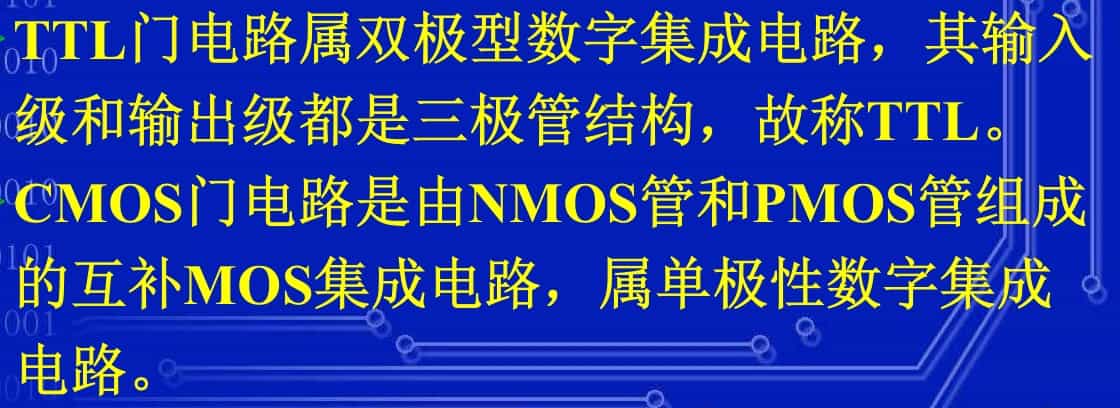 TTL门电路属双极型数字集成电路，其输入
级和输出级都是三极管结构，故称TTL。
CMOS门电路是由NMOS管和PMOS管组成
的互补MOS集成电路，属单极性数字集成
电路。